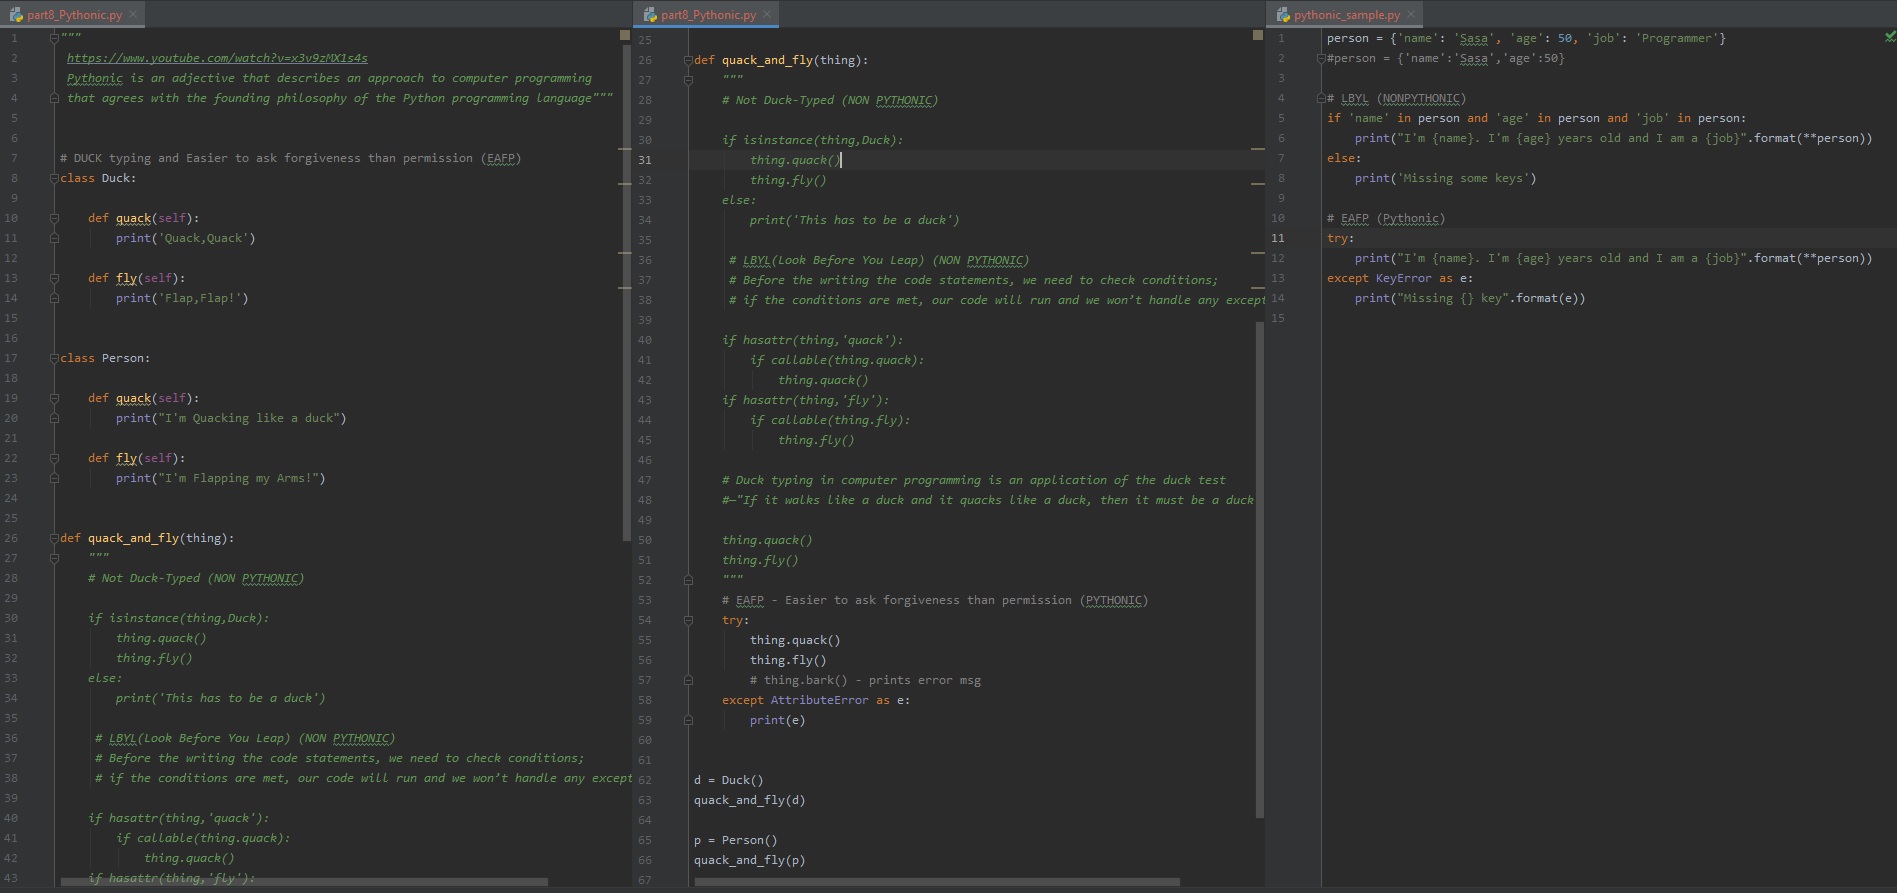 part8_Pythonic.py
1 """
2 https://www.youtube.com/watch?v=x3v9zMX1s4s
3 Pythonic is an adjective that describes an approach to computer programming
4 that agrees with the founding philosophy of the Python programming language"""
5
6
7 # DUCK typing and Easier to ask forgiveness than permission (EAFP)
8 class Duck:
9
10 def quack(self):
11 print('Quack,Quack')
12
13 def fly(self):
14 print('Flap,Flap!')
15
16
17 class Person:
18
19 def quack(self):
20 print("I'm Quacking like a duck")
21
22 def fly(self):
23 print("I'm Flapping my Arms!")
24
25
26 def quack_and_fly(thing):
27 """
28 # Not Duck-Typed (NON PYTHONIC)
29
30 if isinstance(thing,Duck):
31 thing.quack()
32 thing.fly()
33 else:
34 print('This has to be a duck')
35
36 # LBYL(Look Before You Leap) (NON PYTHONIC)
37 # Before the writing the code statements, we need to check conditions;
38 # if the conditions are met, our code will run and we won’t handle any except
39
40 if hasattr(thing,'quack'):
41 if callable(thing.quack):
42 thing.quack()
43 if hasattr(thing,'fly'):
part8_Pythonic.py
25
26 def quack_and_fly(thing):
27 """
28 # Not Duck-Typed (NON PYTHONIC)
29
30 if isinstance(thing,Duck):
31 thing.quack()
32 thing.fly()
33 else:
34 print('This has to be a duck')
35
36 # LBYL(Look Before You Leap) (NON PYTHONIC)
37 # Before the writing the code statements, we need to check conditions;
38 # if the conditions are met, our code will run and we won’t handle any except
39
40 if hasattr(thing,'quack'):
41 if callable(thing.quack):
42 thing.quack()
43 if hasattr(thing,'fly'):
44 if callable(thing.fly):
45 thing.fly()
46
47 # Duck typing in computer programming is an application of the duck test
48 #—“If it walks like a duck and it quacks like a duck, then it must be a duck
49
50 thing.quack()
51 thing.fly()
52 """
53 # EAFP - Easier to ask forgiveness than permission (PYTHONIC)
54 try:
55 thing.quack()
56 thing.fly()
57 # thing.bark() - prints error msg
58 except AttributeError as e:
59 print(e)
60
61
62 d = Duck()
63 quack_and_fly(d)
64
65 p = Person()
66 quack_and_fly(p)
67
pythonic_sample.py
1 person = {'name': 'Sasa', 'age': 50, 'job': 'Programmer'}
2 #person = {'name':'Sasa','age':50}
3
4 # LBYL (NONPYTHONIC)
5 if 'name' in person and 'age' in person and 'job' in person:
6 print("I'm {name}. I'm {age} years old and I am a {job}".format(**person))
7 else:
8 print('Missing some keys')
9
10 # EAFP (Pythonic)
11 try:
12 print("I'm {name}. I'm {age} years old and I am a {job}".format(**person))
13 except KeyError as e:
14 print("Missing {} key".format(e))
15